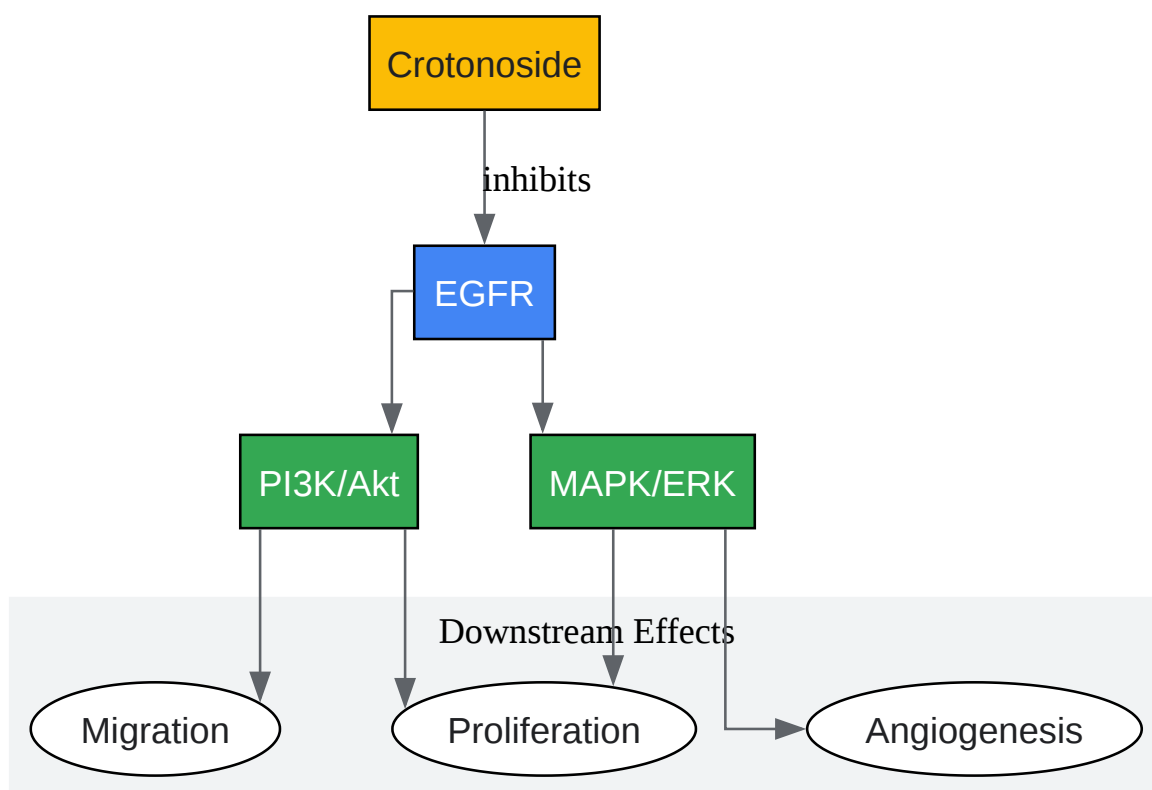 Crotonoside
inhibits
EGFR
PI3K/Akt
MAPK/ERK
Downstream Effects
Migration
Proliferation
Angiogenesis